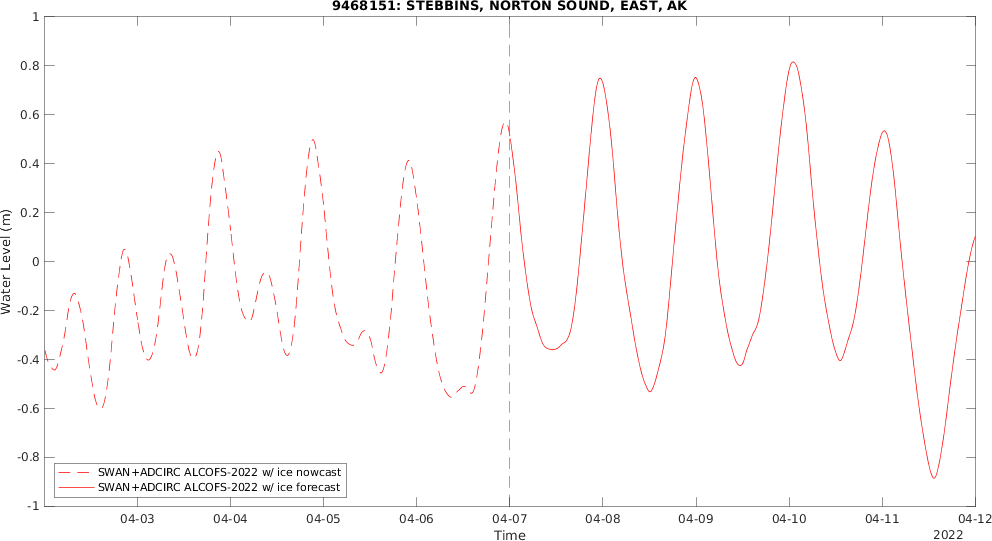 9468151: STEBBINS, NORTON SOUND, EAST, AK
1
0.8
0.6
0.4
0.2
0
-0.2
-0.4
-0.6
-0.8
-1
Water Level (m)
SWAN+ADCIRC ALCOFS-2022 w/ ice nowcast
SWAN+ADCIRC ALCOFS-2022 w/ ice forecast
04-03 04-04 04-05 04-06 04-07 04-08 04-09 04-10 04-11 04-12
Time
2022